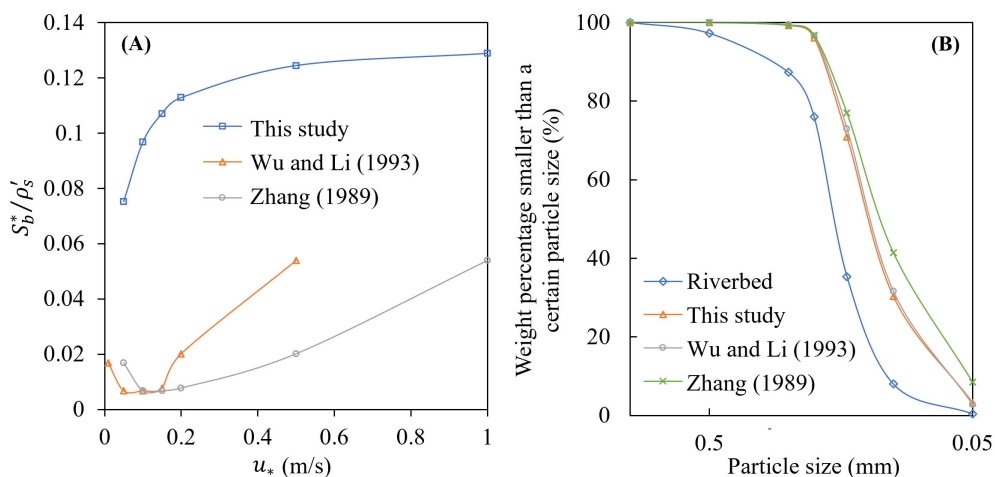 (A)
0.14
0.12
0.1
0.08
0.06
0.04
0.02
0
0
0.2
0.4
0.6
0.8
1
S_b^*/ρ_s′
u_* (m/s)
This study
Wu and Li (1993)
Zhang (1989)
(B)
100
80
60
40
20
0
0.5
0.05
Weight percentage smaller than a
certain particle size (%)
Particle size (mm)
Riverbed
This study
Wu and Li (1993)
Zhang (1989)